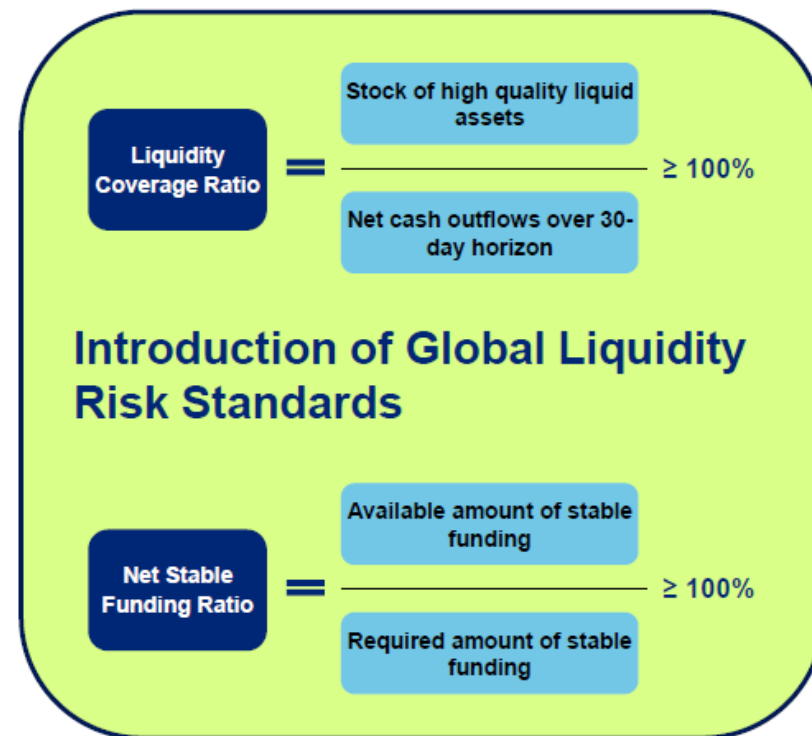 Stock of high quality liquid
assets
Liquidity
Coverage Ratio
=
≥ 100%
Net cash outflows over 30-
day horizon
Introduction of Global Liquidity
Risk Standards
Available amount of stable
funding
Net Stable
Funding Ratio
=
≥ 100%
Required amount of stable
funding